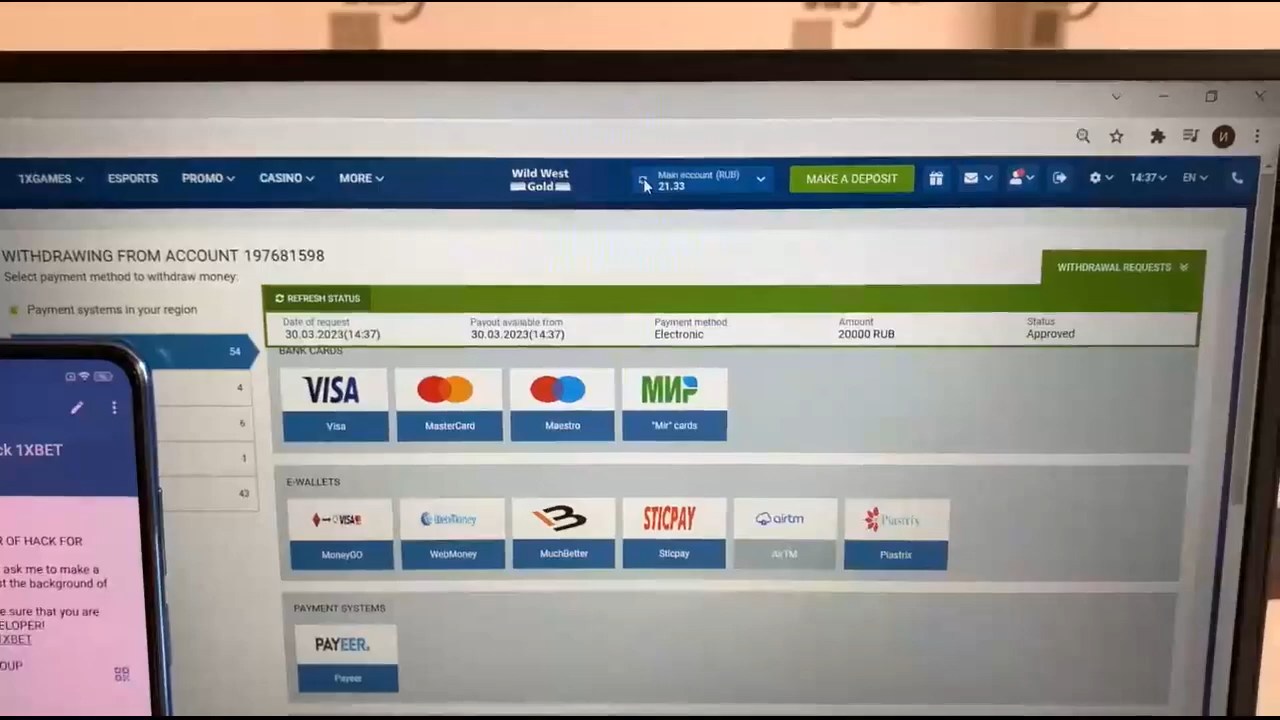 1XGAMES ESPORTS PROMO CASINO MORE Wild West Gold Main account (RUB) 21.33 MAKE A DEPOSIT 14:37 EN
WITHDRAWING FROM ACCOUNT 197681598
Select payment method to withdraw money:
WITHDRAWAL REQUESTS
Payment systems in your region
REFRESH STATUS
Date of request Payout available from Payment method Amount Status
30.03.2023(14:37) 30.03.2023(14:37) Electronic 20000 RUB Approved
54
4
6
1
43
BANK CARDS
VISA МИР
Visa MasterCard Maestro "Mir" cards
E-WALLETS
VISA WebMoney STICPAY airtm Piastrix
MoneyGO WebMoney MuchBetter Sticpay AirTM Piastrix
PAYMENT SYSTEMS
PAYEER
Payeer
ck 1XBET
R OF HACK FOR
ask me to make a
t the background of
e sure that you are
ELOPER!
1XBET
OUP